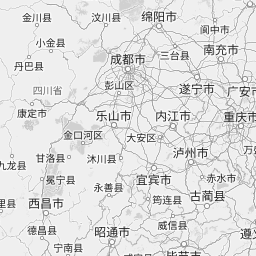 金川县
汶川县
绵阳市
阆中市
小金县
三台县
南充市
丹巴县
成都市
四川省
彭山区
遂宁市
广安市
康定市
乐山市
内江市
重庆市
金口河区
大安区
甘洛县
沐川县
泸州市
九龙县
冕宁县
永善县
宜宾市
赤水市
西昌市
筠连县
古蔺县
德昌县
昭通市
威信县
宁南县
毕节市